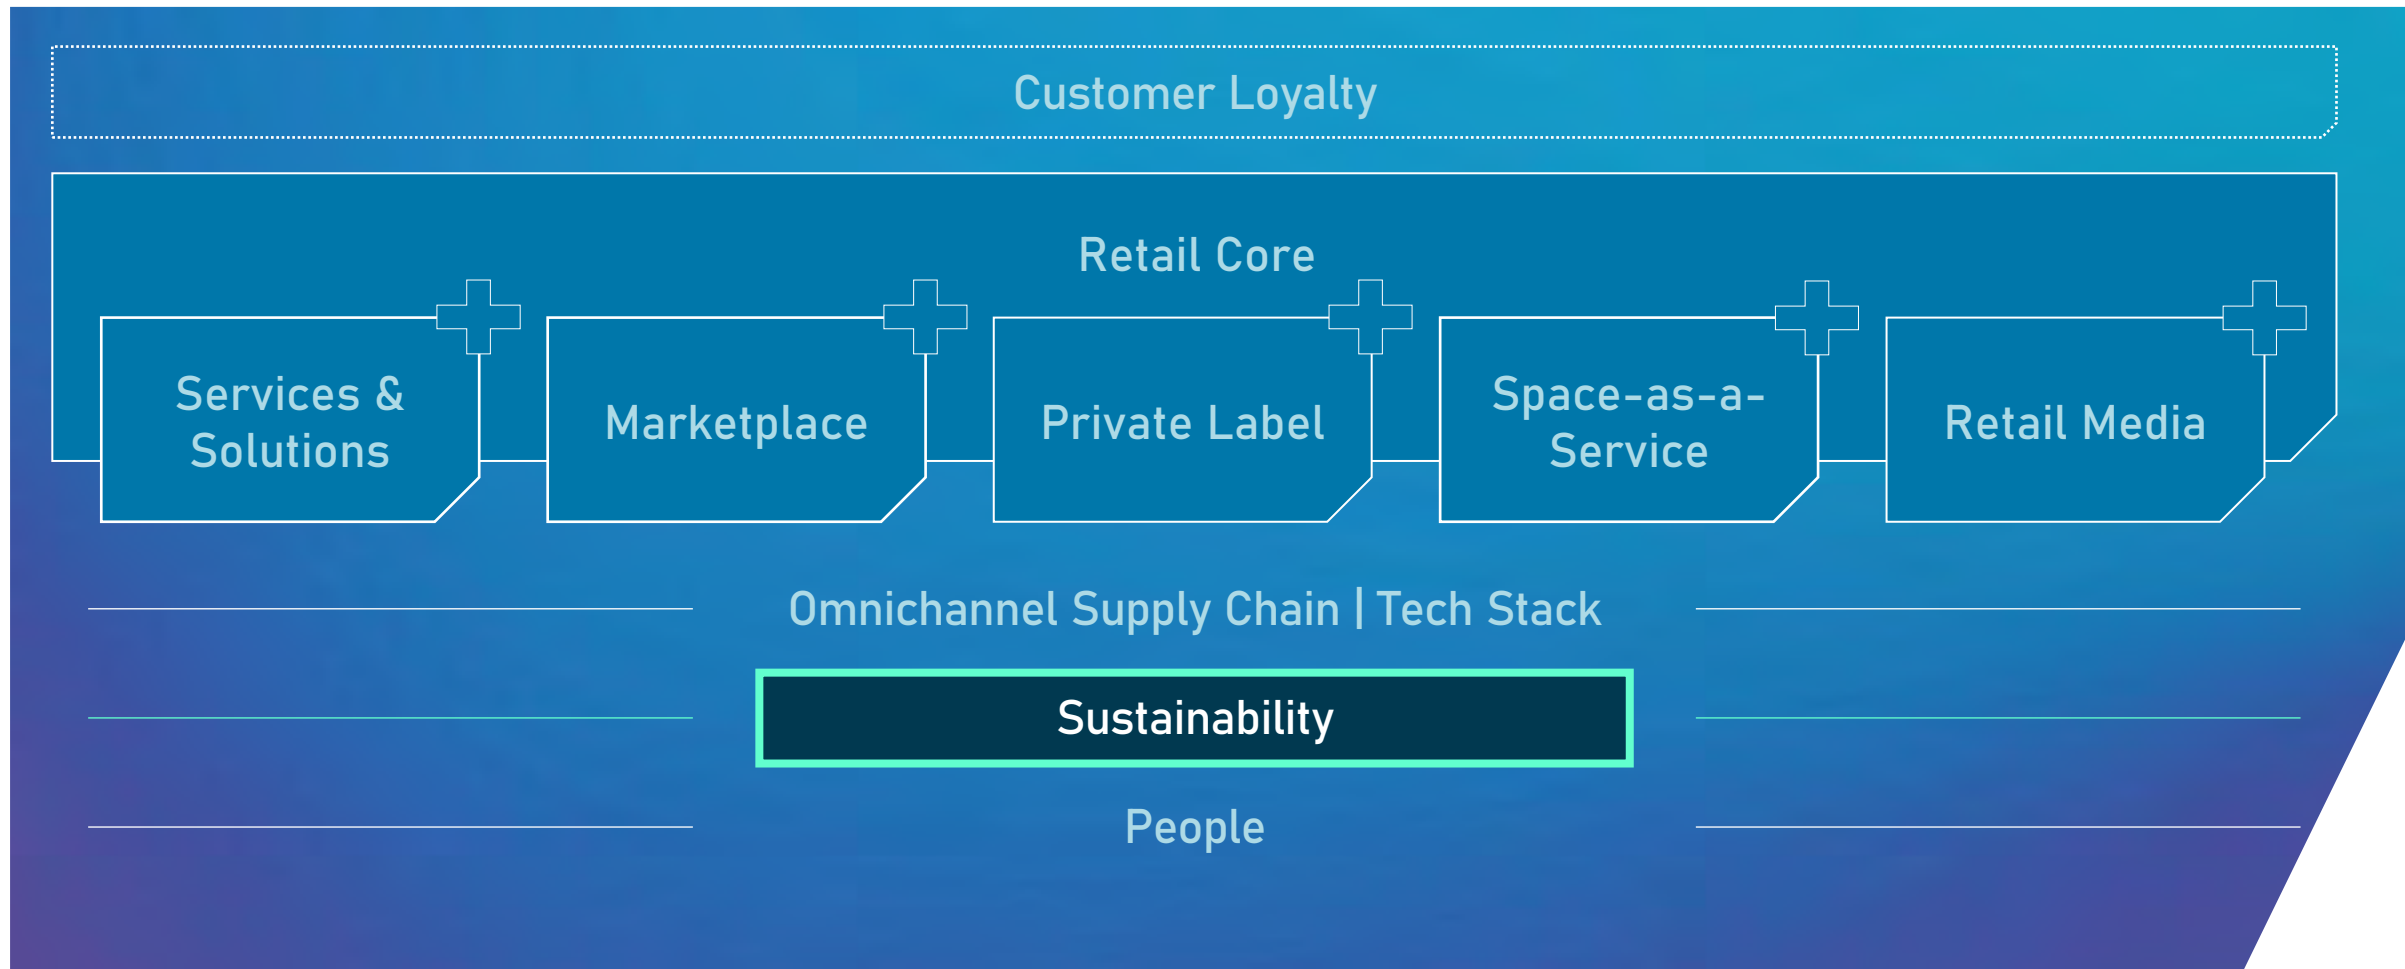 Customer Loyalty
Retail Core
Services &
Solutions
Marketplace
Private Label
Space-as-a-
Service
Retail Media
Omnichannel Supply Chain | Tech Stack
Sustainability
People